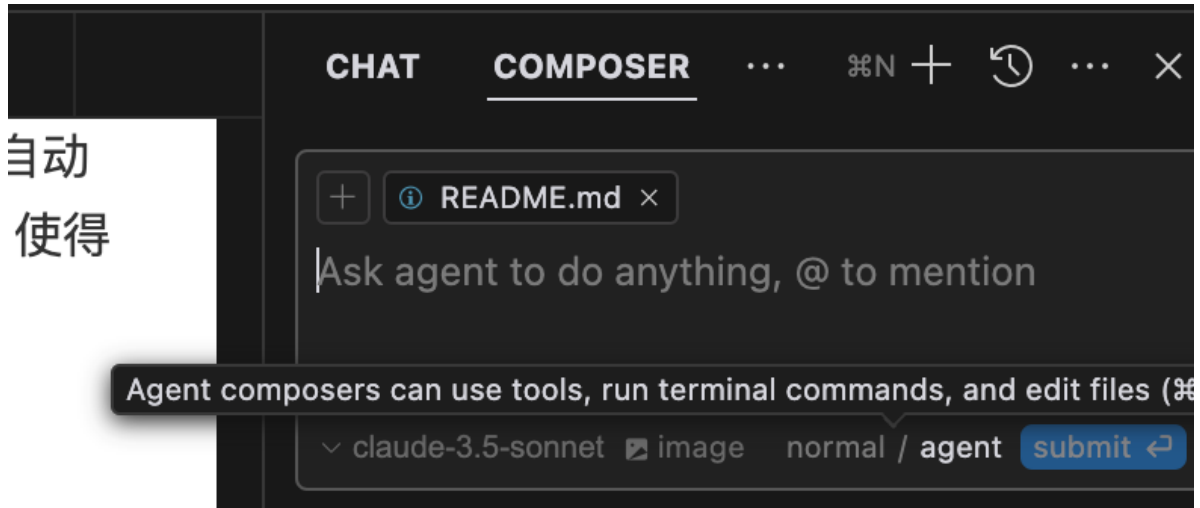 CHAT COMPOSER ··· ⌘N
自动
使得
README.md
Ask agent to do anything, @ to mention
Agent composers can use tools, run terminal commands, and edit files (⌘
claude-3.5-sonnet image normal / agent submit